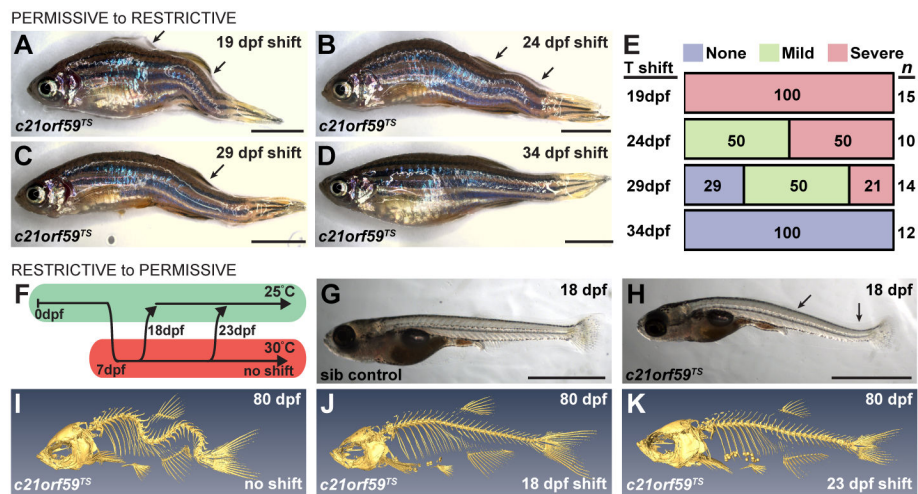 PERMISSIVE to RESTRICTIVE
A 19 dpf shift
c21orf59TS
B 24 dpf shift
c21orf59TS
C 29 dpf shift
c21orf59TS
D 34 dpf shift
c21orf59TS
E None Mild Severe
T shift n
19dpf 100 15
24dpf 50 50 10
29dpf 29 50 21 14
34dpf 100 12
RESTRICTIVE to PERMISSIVE
F 25°C
0dpf
18dpf 23dpf
30°C
7dpf no shift
G 18 dpf
sib control
H 18 dpf
c21orf59TS
I 80 dpf
c21orf59TS no shift
J 80 dpf
c21orf59TS 18 dpf shift
K 80 dpf
c21orf59TS 23 dpf shift